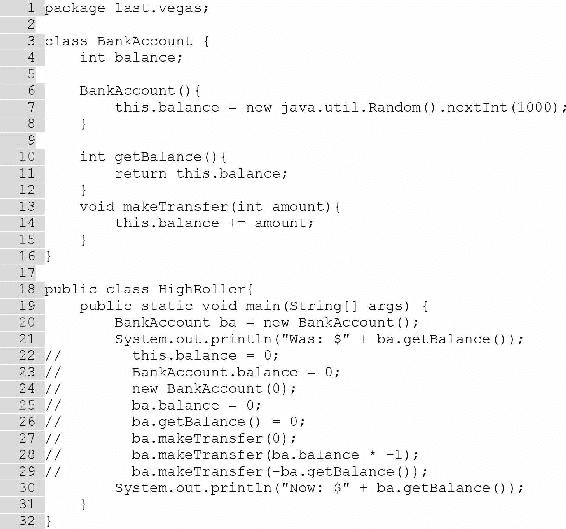 1 package last.vegas;
2
3 class BankAccount {
4     int balance;
5
6     BankAccount(){
7         this.balance = new java.util.Random().nextInt(1000);
8     }
9
10     int getBalance(){
11         return this.balance;
12     }
13     void makeTransfer(int amount){
14         this.balance += amount;
15     }
16 }
17
18 public class HighRoller{
19     public static void main(String[] args) {
20         BankAccount ba = new BankAccount();
21         System.out.println("Was: $" + ba.getBalance());
22 //        this.balance = 0;
23 //        BankAccount.balance = 0;
24 //        new BankAccount(0);
25 //        ba.balance = 0;
26 //        ba.getBalance() = 0;
27 //        ba.makeTransfer(0);
28 //        ba.makeTransfer(ba.balance * -1);
29 //        ba.makeTransfer(-ba.getBalance());
30         System.out.println("Now: $" + ba.getBalance());
31     }
32 }